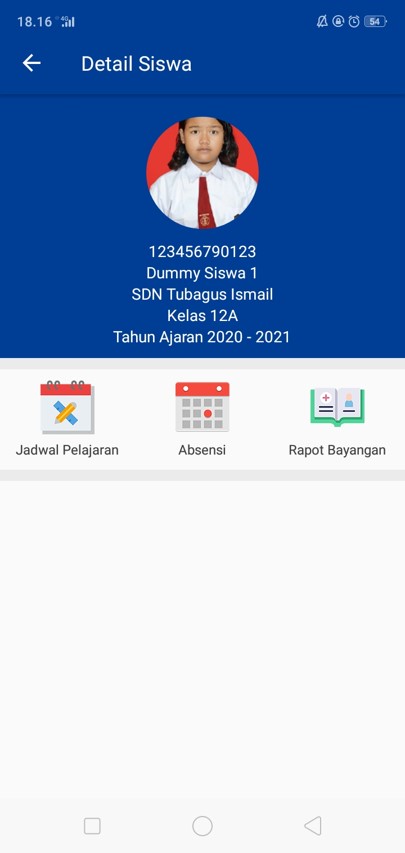 18.16 4G 54
Detail Siswa
123456790123
Dummy Siswa 1
SDN Tubagus Ismail
Kelas 12A
Tahun Ajaran 2020 - 2021
Jadwal Pelajaran Absensi Rapot Bayangan